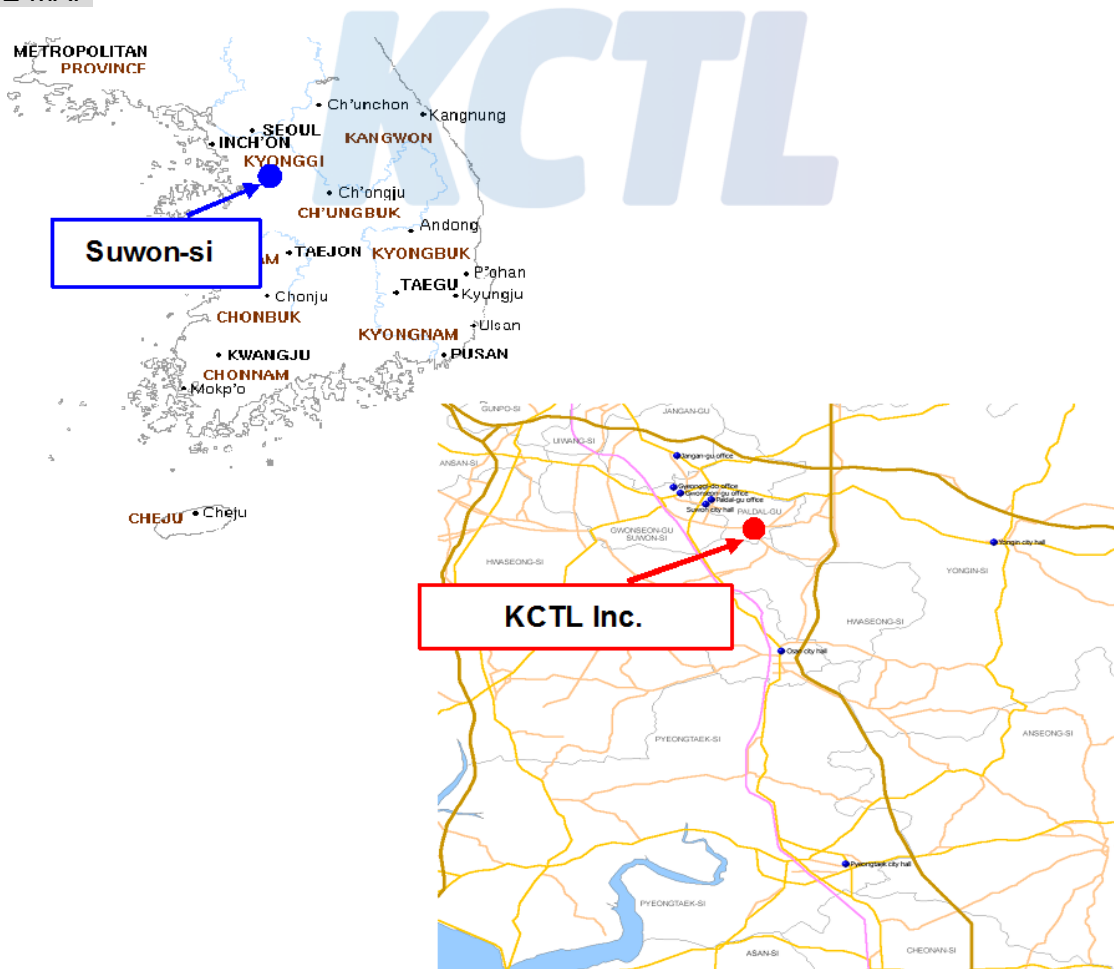 KCTL
METROPOLITAN
PROVINCE
Ch'unchon
Kangnung
SEOUL
INCH'ON
KANGWON
KYONGGI
Ch'ongju
CH'UNGBUK
Andong
Suwon-si
AM
TAEJON
KYONGBUK
P'ohan
TAEGU
Kyungju
Chonju
CHONBUK
Ulsan
KYONGNAM
PUSAN
KWANGJU
CHONNAM
Mokp'o
CHEJU
Cheju
GUNPO-SI
JANGAN-GU
UIWANG-SI
Jangan-gu office
ANSAN-SI
Gyeonggi-do office
Gwonseon-gu office
Paldal-gu office
Suwon city hall
PALDAL-GU
GWONSEON-GU
SUWON-SI
Yongin city hall
HWASEONG-SI
YONGIN-SI
KCTL Inc.
HWASEONG-SI
Osan city hall
PYEONGTAEK-SI
ANSEONG-SI
Pyeongtaek city hall
PYEONGTAEK-SI
ASAN-SI
CHEONAN-SI